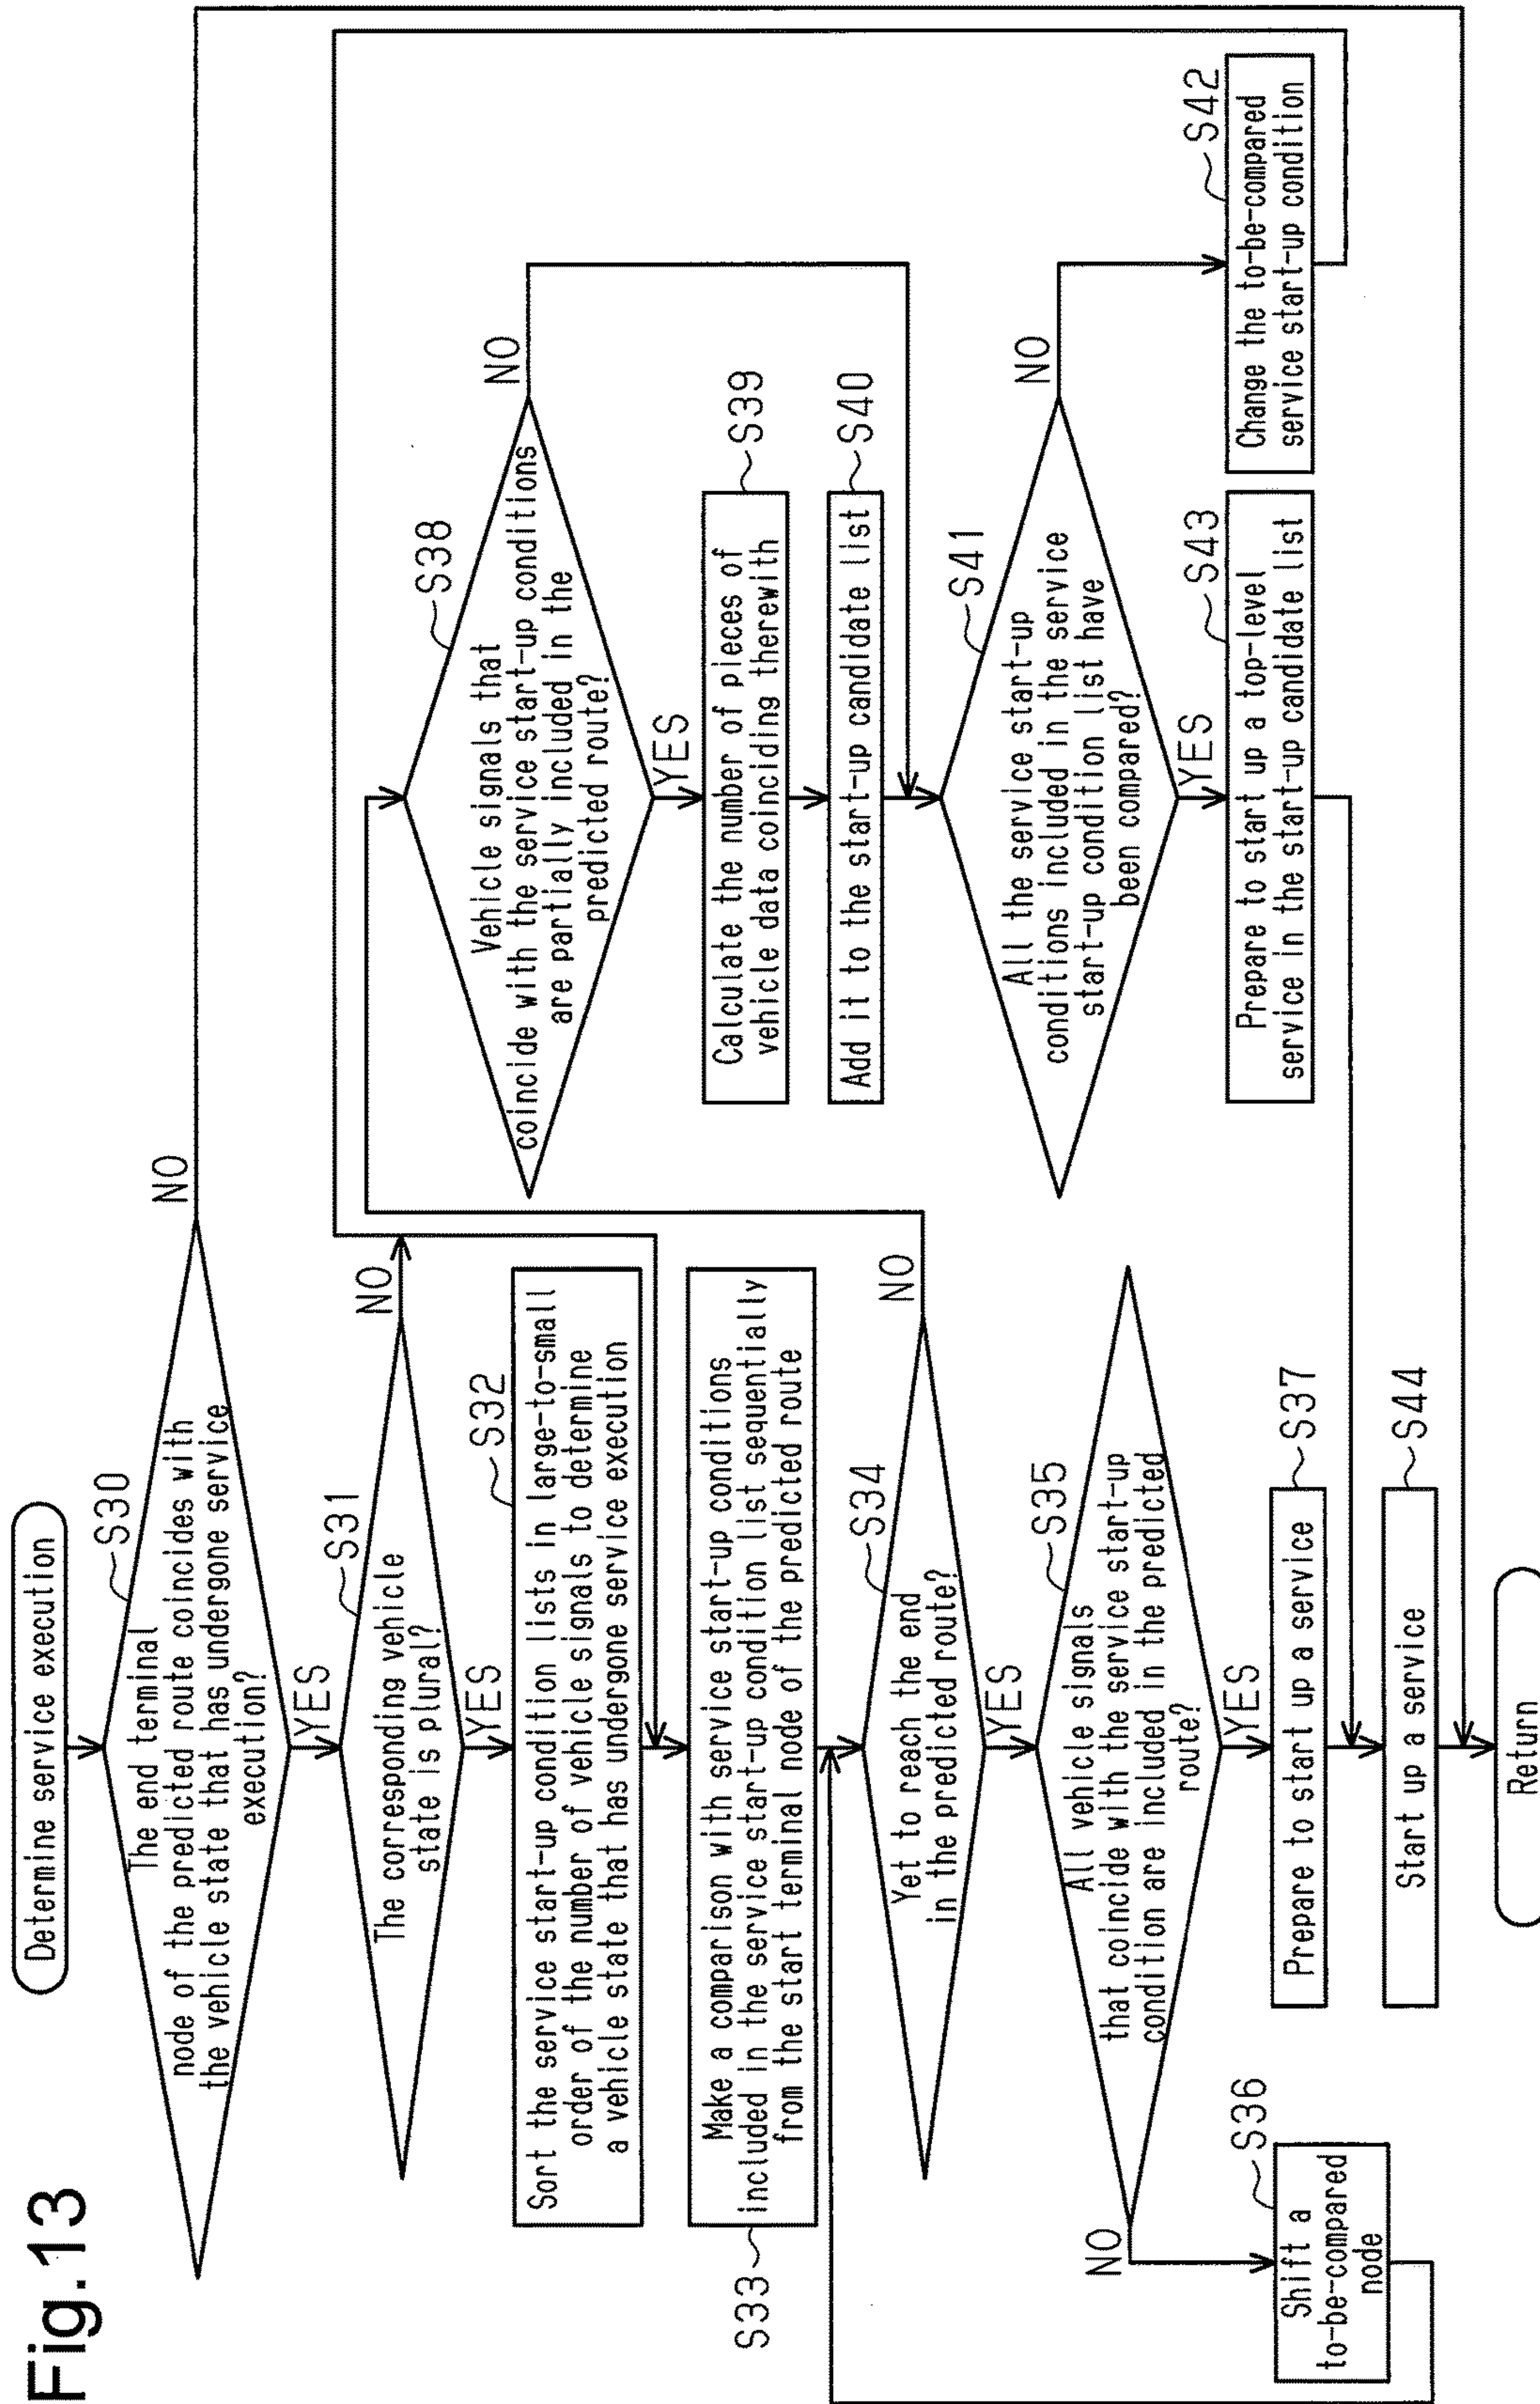 Fig.13
Determine service execution
S30
The end terminal
node of the predicted route coincides with
the vehicle state that has undergone service
execution?
NO
YES
S31
The corresponding vehicle
state is plural?
NO
YES
S32
Sort the service start-up condition lists in large-to-small
order of the number of vehicle signals to determine
a vehicle state that has undergone service execution
S33
Make a comparison with service start-up conditions
included in the service start-up condition list sequentially
from the start terminal node of the predicted route
S34
Yet to reach the end
in the predicted route?
NO
YES
S35
All vehicle signals
that coincide with the service start-up
condition are included in the predicted
route?
NO
YES
S36
Shift a
to-be-compared
node
S37
Prepare to start up a service
S44
Start up a service
Return
S38
Vehicle signals that
coincide with the service start-up conditions
are partially included in the
predicted route?
NO
YES
S39
Calculate the number of pieces of
vehicle data coinciding therewith
S40
Add it to the start-up candidate list
S41
All the service start-up
conditions included in the service
start-up condition list have
been compared?
NO
YES
S42
Change the to-be-compared
service start-up condition
S43
Prepare to start up a top-level
service in the start-up candidate list